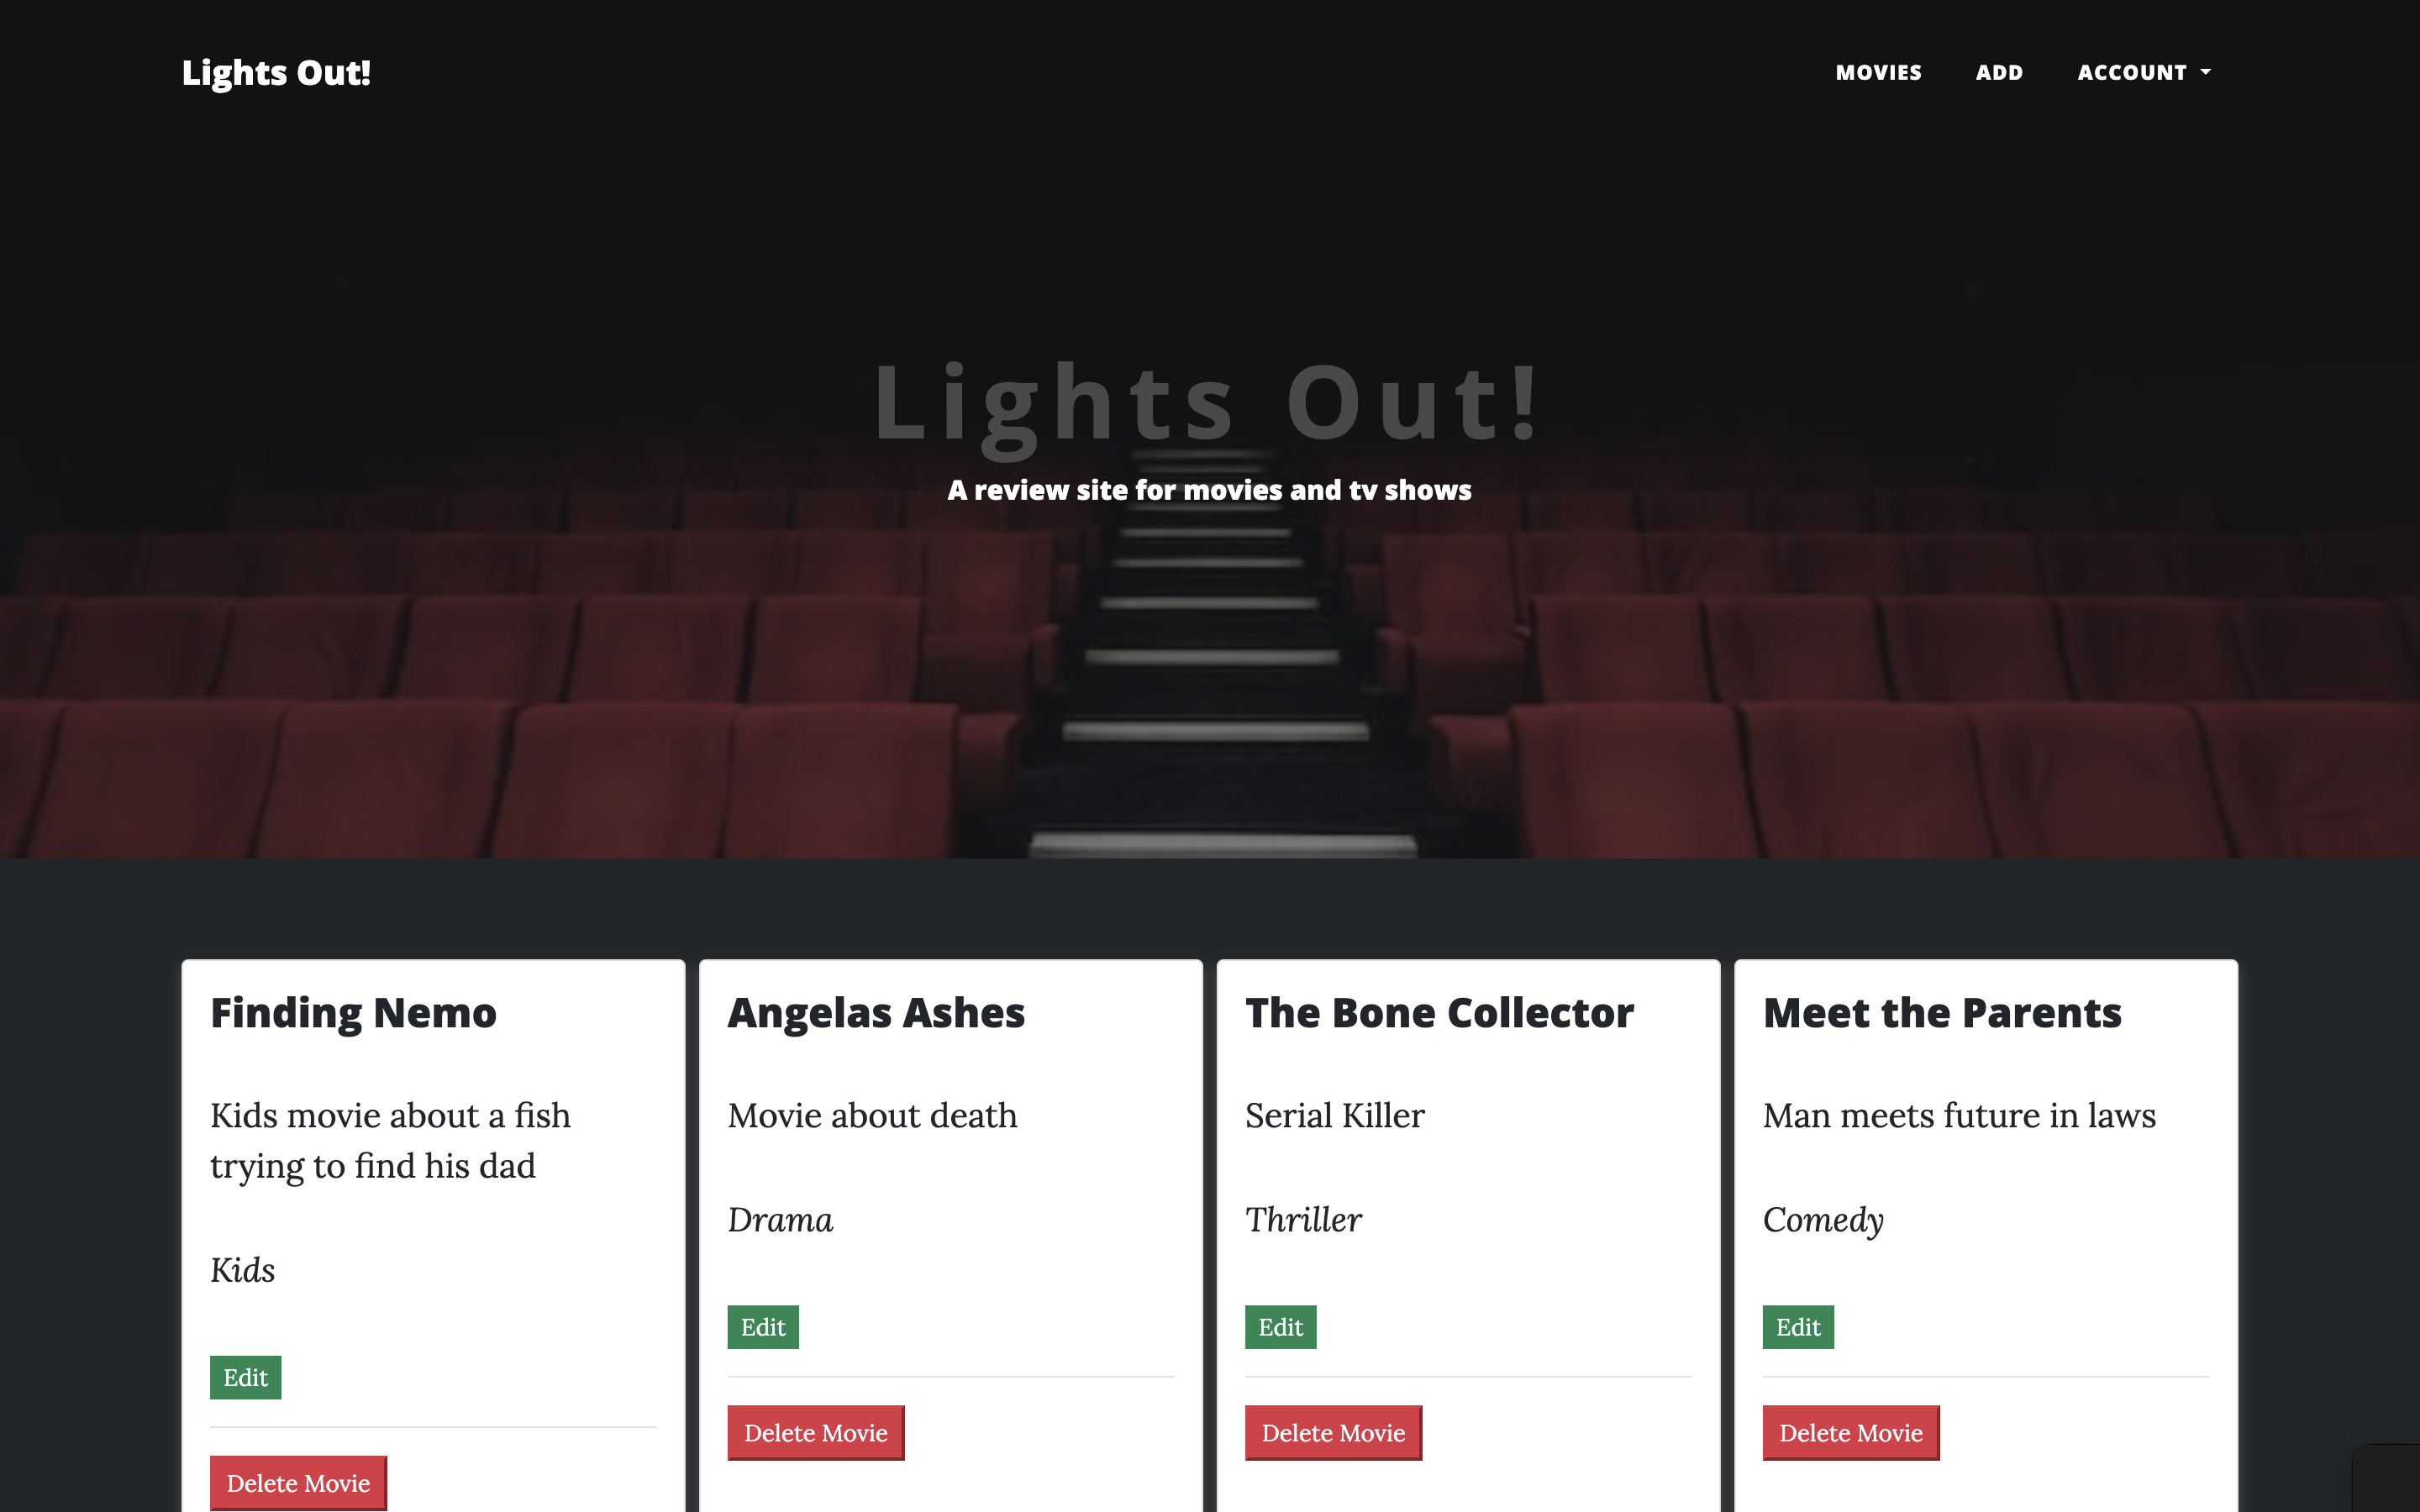 Lights Out!
MOVIES
ADD
ACCOUNT
Lights Out!
A review site for movies and tv shows
Finding Nemo
Kids movie about a fish
trying to find his dad
Kids
Edit
Delete Movie
Angelas Ashes
Movie about death
Drama
Edit
Delete Movie
The Bone Collector
Serial Killer
Thriller
Edit
Delete Movie
Meet the Parents
Man meets future in laws
Comedy
Edit
Delete Movie